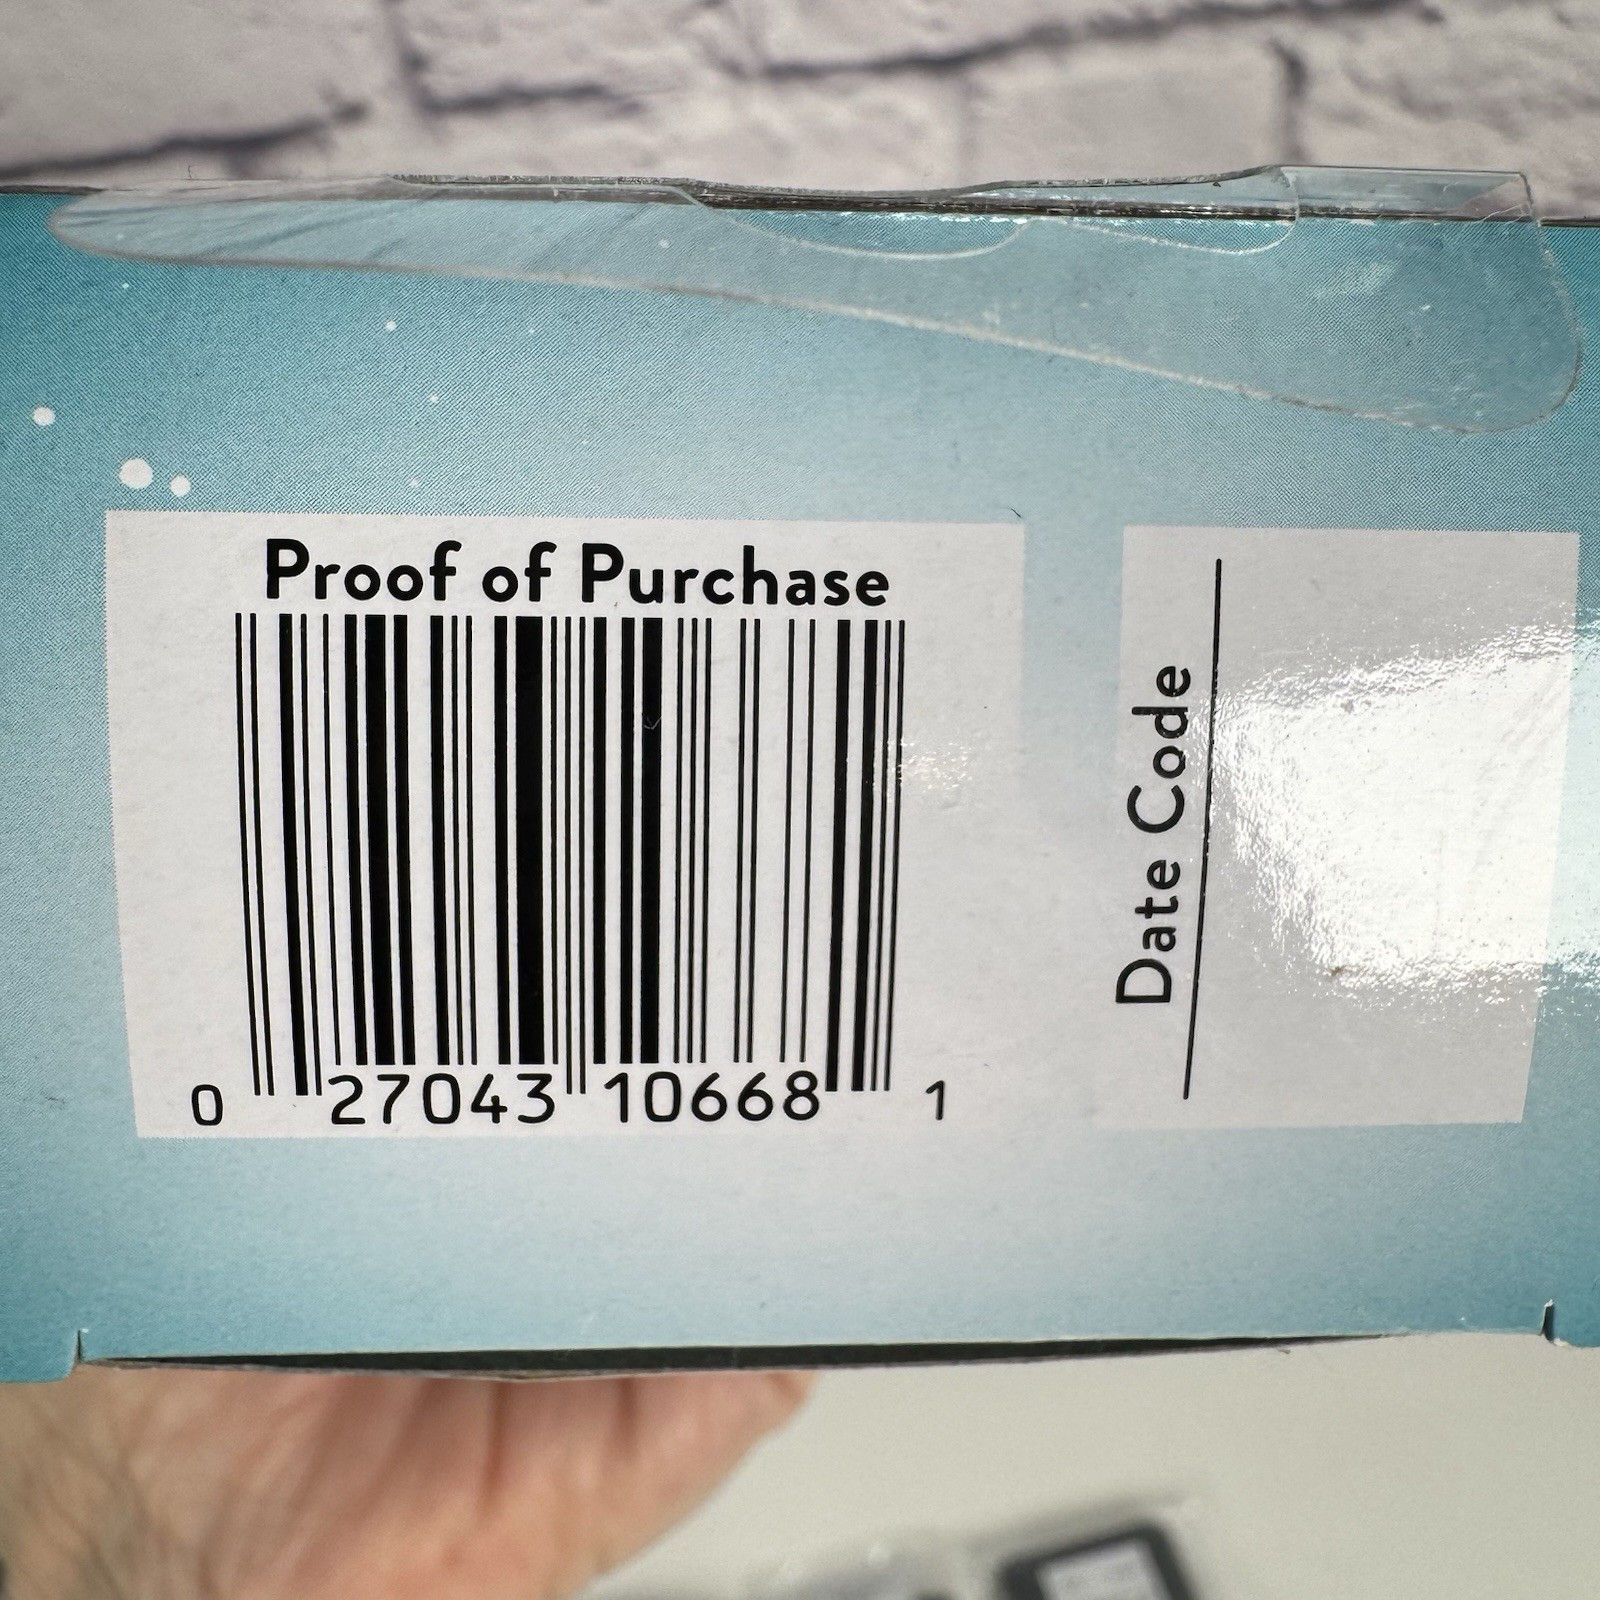 Proof of Purchase
0 27043 10668 1
Date Code